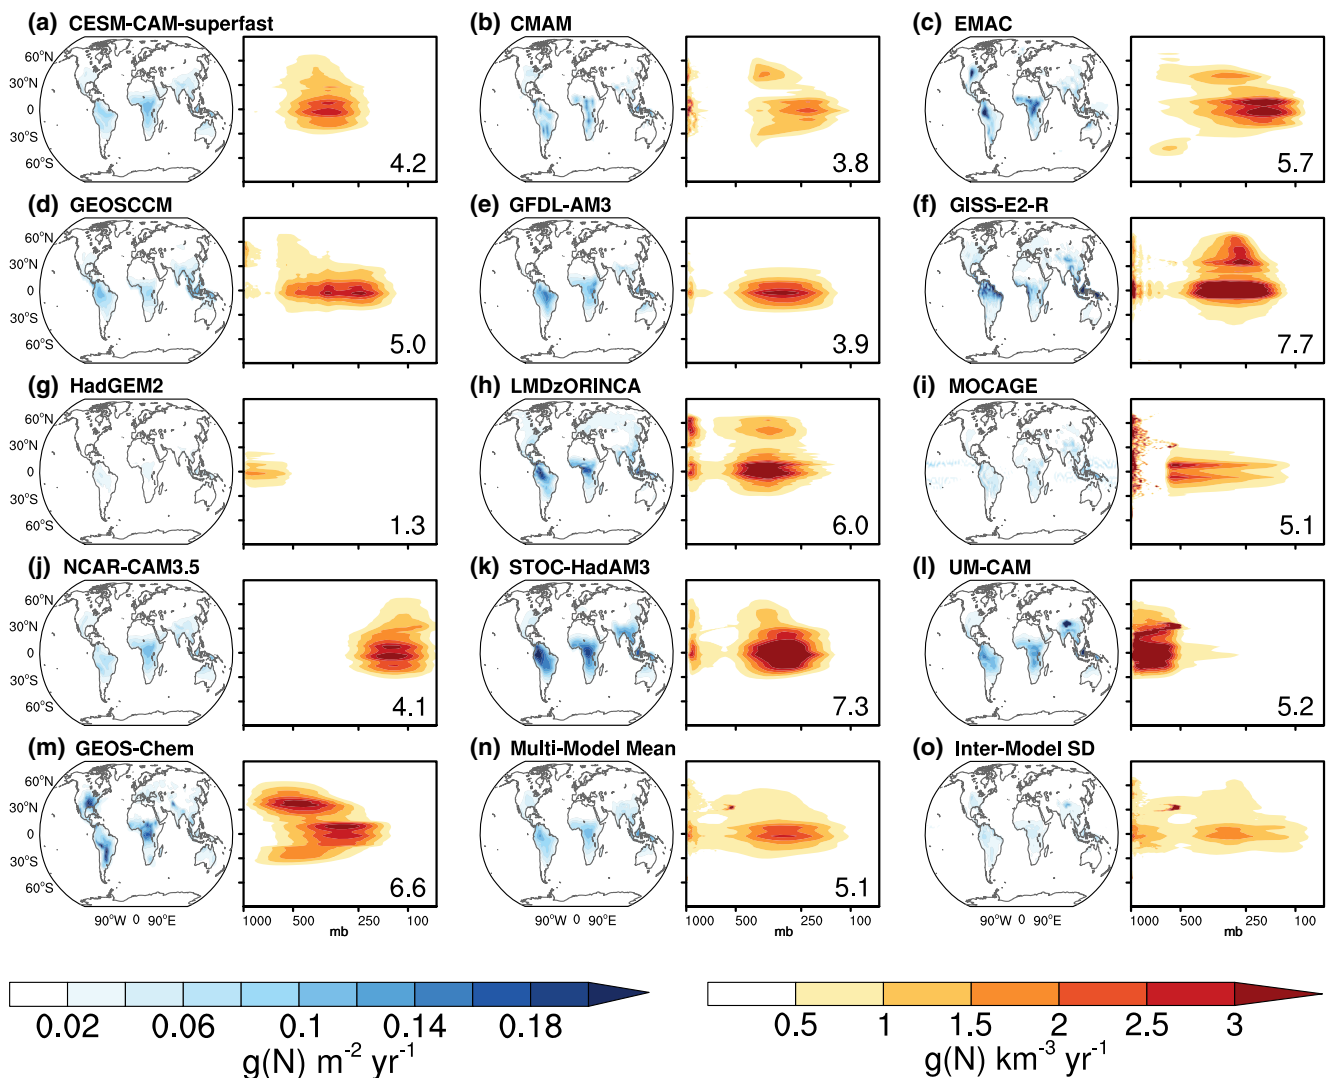 (a) CESM-CAM-superfast
(b) CMAM
(c) EMAC
60°N
30°N
0
30°S
60°S
4.2
3.8
5.7
(d) GEOSCCM
(e) GFDL-AM3
(f) GISS-E2-R
60°N
30°N
0
30°S
60°S
5.0
3.9
7.7
(g) HadGEM2
(h) LMDzORINCA
(i) MOCAGE
60°N
30°N
0
30°S
60°S
1.3
6.0
5.1
(j) NCAR-CAM3.5
(k) STOC-HadAM3
(l) UM-CAM
60°N
30°N
0
30°S
60°S
4.1
7.3
5.2
(m) GEOS-Chem
(n) Multi-Model Mean
(o) Inter-Model SD
60°N
30°N
0
30°S
60°S
6.6
5.1
90°W 0 90°E
1000 500 250 100
mb
90°W 0 90°E
1000 500 250 100
mb
90°W 0 90°E
1000 500 250 100
mb
0.02 0.06 0.1 0.14 0.18
g(N) m⁻² yr⁻¹
0.5 1 1.5 2 2.5 3
g(N) km⁻³ yr⁻¹